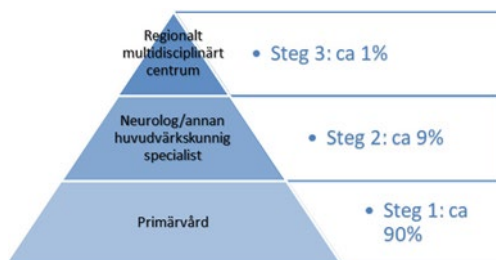 Regionalt
multidisciplinärt
centrum
• Steg 3: ca 1%
Neurolog/annan
huvudvärkskunnig
specialist
• Steg 2: ca 9%
Primärvård
• Steg 1: ca
90%